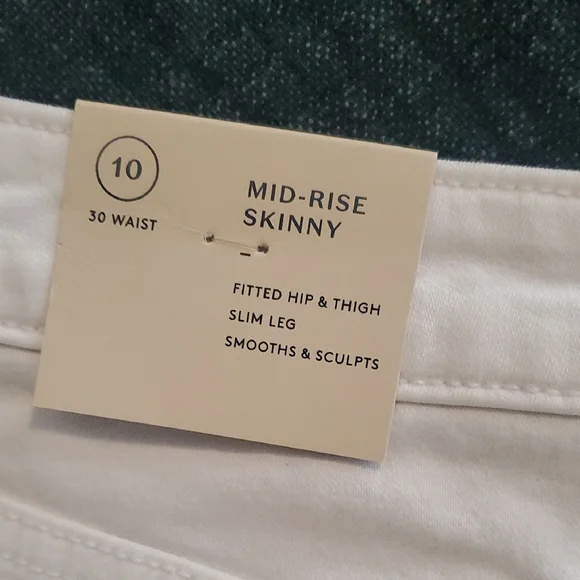 10
30 WAIST
MID-RISE
SKINNY
-
FITTED HIP & THIGH
SLIM LEG
SMOOTHS & SCULPTS